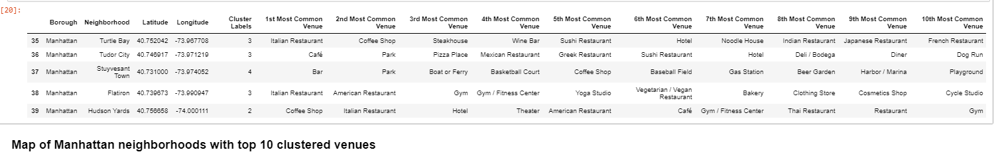 [20]:
Borough Neighborhood Latitude Longitude Cluster Labels 1st Most Common Venue 2nd Most Common Venue 3rd Most Common Venue 4th Most Common Venue 5th Most Common Venue 6th Most Common Venue 7th Most Common Venue 8th Most Common Venue 9th Most Common Venue 10th Most Common Venue
35 Manhattan Turtle Bay 40.752042 -73.967708 3 Italian Restaurant Coffee Shop Steakhouse Wine Bar Sushi Restaurant Hotel Noodle House Indian Restaurant Japanese Restaurant French Restaurant
36 Manhattan Tudor City 40.746917 -73.971219 3 Café Park Pizza Place Mexican Restaurant Greek Restaurant Sushi Restaurant Hotel Deli / Bodega Diner Dog Run
37 Manhattan Stuyvesant Town 40.731000 -73.974052 4 Bar Park Boat or Ferry Basketball Court Coffee Shop Baseball Field Gas Station Beer Garden Harbor / Marina Playground
38 Manhattan Flatiron 40.739673 -73.990947 3 Italian Restaurant American Restaurant Gym Gym / Fitness Center Yoga Studio Vegetarian / Vegan Restaurant Bakery Clothing Store Cosmetics Shop Cycle Studio
39 Manhattan Hudson Yards 40.756658 -74.000111 2 Coffee Shop Italian Restaurant Hotel Theater American Restaurant Café Gym / Fitness Center Thai Restaurant Restaurant Gym
Map of Manhattan neighborhoods with top 10 clustered venues